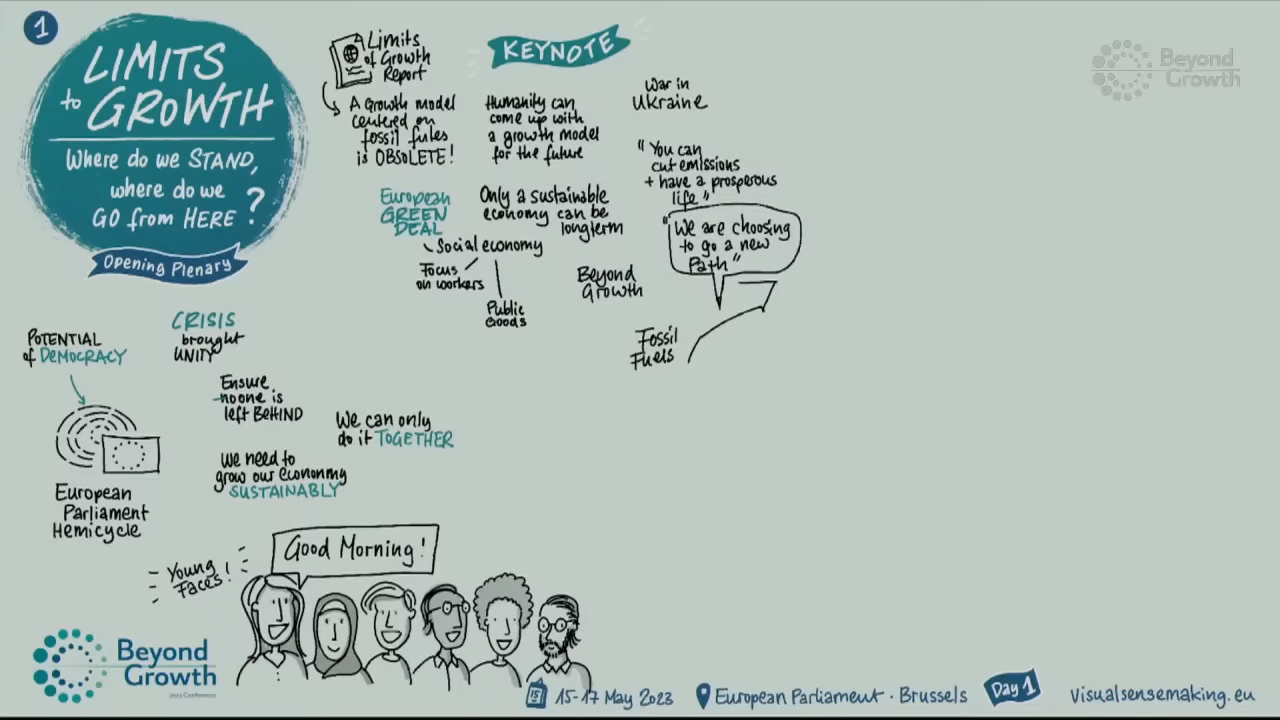 1
LIMITS
to GROWTH
Where do we STAND,
where do we
GO from HERE ?
Opening Plenary
Limits
of Growth
Report
A Growth model
centered on
fossil fules
is OBSOLETE!
KEYNOTE
Humanity can
come up with
a growth model
for the future
War in
Ukraine
"You can
cut emissions
+ have a prosperous
life"
European
GREEN
DEAL
Only a sustainable
economy can be
longterm
Social economy
Focus
on workers
Public
Goods
Beyond
Growth
"We are choosing
to go a new
Path"
Fossil
Fuels
POTENTIAL
of DEMOCRACY
European
Parliament
Hemicycle
CRISIS
brought
UNITY
Ensure
noone is
left BEHIND
We can only
do it TOGETHER
We need to
grow our economny
SUSTAINABLY
Young
Faces!
Good Morning!
Beyond
Growth
2023 Conference
15
15-17 May 2023
European Parliament · Brussels
Day 1
visualsensemaking.eu
Beyond
Growth